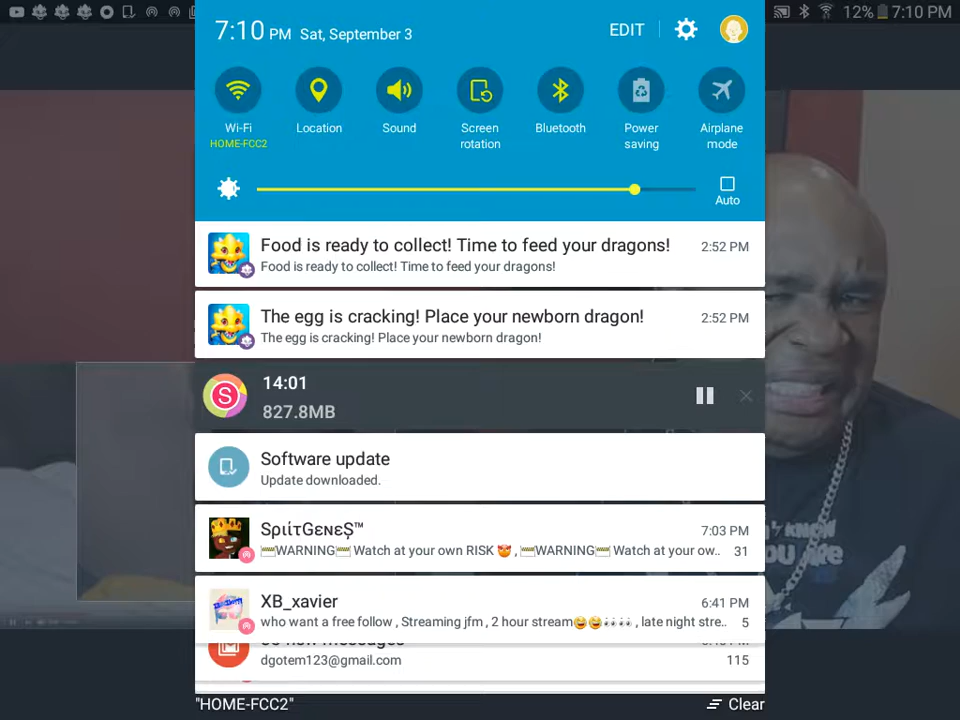 12% 7:10 PM
7:10 PM Sat, September 3 EDIT
Wi-Fi
HOME-FCC2
Location
Sound
Screen
rotation
Bluetooth
Power
saving
Airplane
mode
Auto
Food is ready to collect! Time to feed your dragons! 2:52 PM
Food is ready to collect! Time to feed your dragons!
The egg is cracking! Place your newborn dragon! 2:52 PM
The egg is cracking! Place your newborn dragon!
S
14:01
827.8MB
Software update
Update downloaded.
SριίτGεΝεȘ™ 7:03 PM
WARNING Watch at your own RISK , WARNING Watch at your ow.. 31
XB_xavier 6:41 PM
who want a free follow , Streaming jfm , 2 hour stream , late night stre.. 5
new messages
dgotem123@gmail.com 115
"HOME-FCC2" Clear